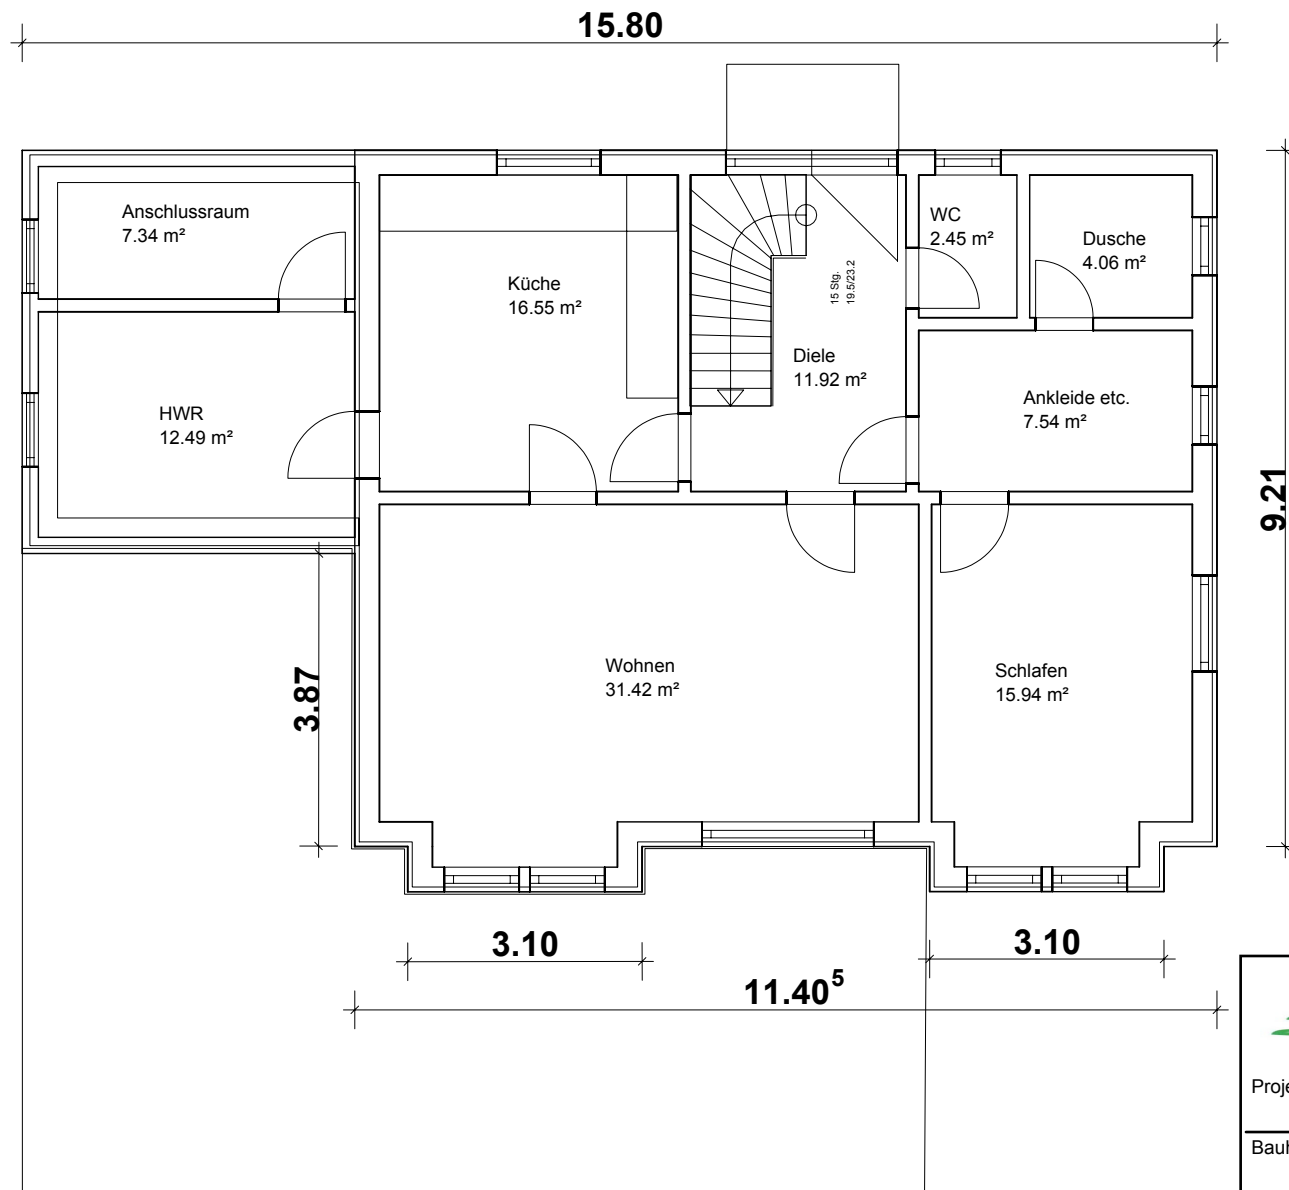 15.80
Anschlussraum
7.34 m²
WC
2.45 m²
Dusche
4.06 m²
Küche
16.55 m²
15 Stg.
19.5/23.2
Diele
11.92 m²
Ankleide etc.
7.54 m²
HWR
12.49 m²
9.21
Wohnen
31.42 m²
Schlafen
15.94 m²
3.87
3.10
3.10
11.40⁵
Proje
Bauh